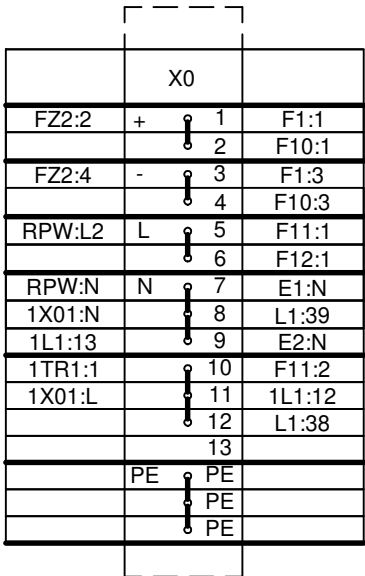 X0
FZ2:2 + 1 F1:1
2 F10:1
FZ2:4 - 3 F1:3
4 F10:3
RPW:L2 L 5 F11:1
6 F12:1
RPW:N N 7 E1:N
1X01:N 8 L1:39
1L1:13 9 E2:N
1TR1:1 10 F11:2
1X01:L 11 1L1:12
12 L1:38
13
PE PE
PE
PE